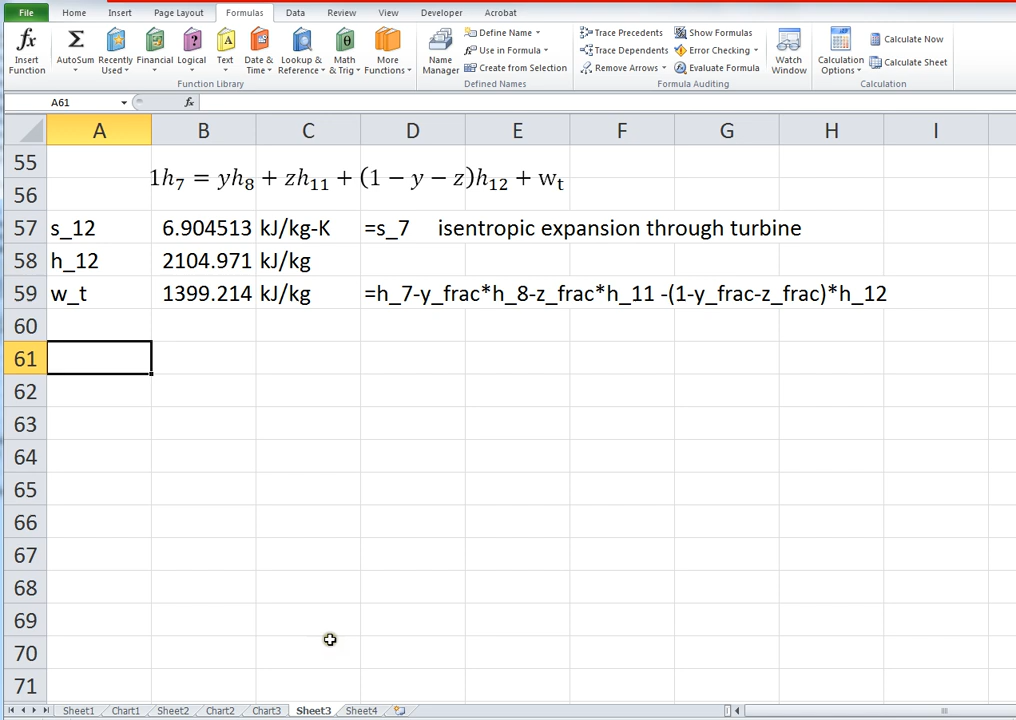 File Home Insert Page Layout Formulas Data Review View Developer Acrobat
fx Σ ? A θ
Insert Function AutoSum Recently Used Financial Logical Text Date & Time Lookup & Reference Math & Trig More Functions
Function Library
Name Manager
Define Name
Use in Formula
Create from Selection
Defined Names
Trace Precedents
Trace Dependents
Remove Arrows
Show Formulas
Error Checking
Evaluate Formula
Formula Auditing
Watch Window
Calculation Options
Calculate Now
Calculate Sheet
Calculation
A61 fx
A B C D E F G H I
55
1h₇ = yh₈ + zh₁₁ + (1 − y − z)h₁₂ + wₜ
56
57 s_12 6.904513 kJ/kg-K =s_7 isentropic expansion through turbine
58 h_12 2104.971 kJ/kg
59 w_t 1399.214 kJ/kg =h_7-y_frac*h_8-z_frac*h_11 -(1-y_frac-z_frac)*h_12
60
61
62
63
64
65
66
67
68
69
70
71
Sheet1 Chart1 Sheet2 Chart2 Chart3 Sheet3 Sheet4